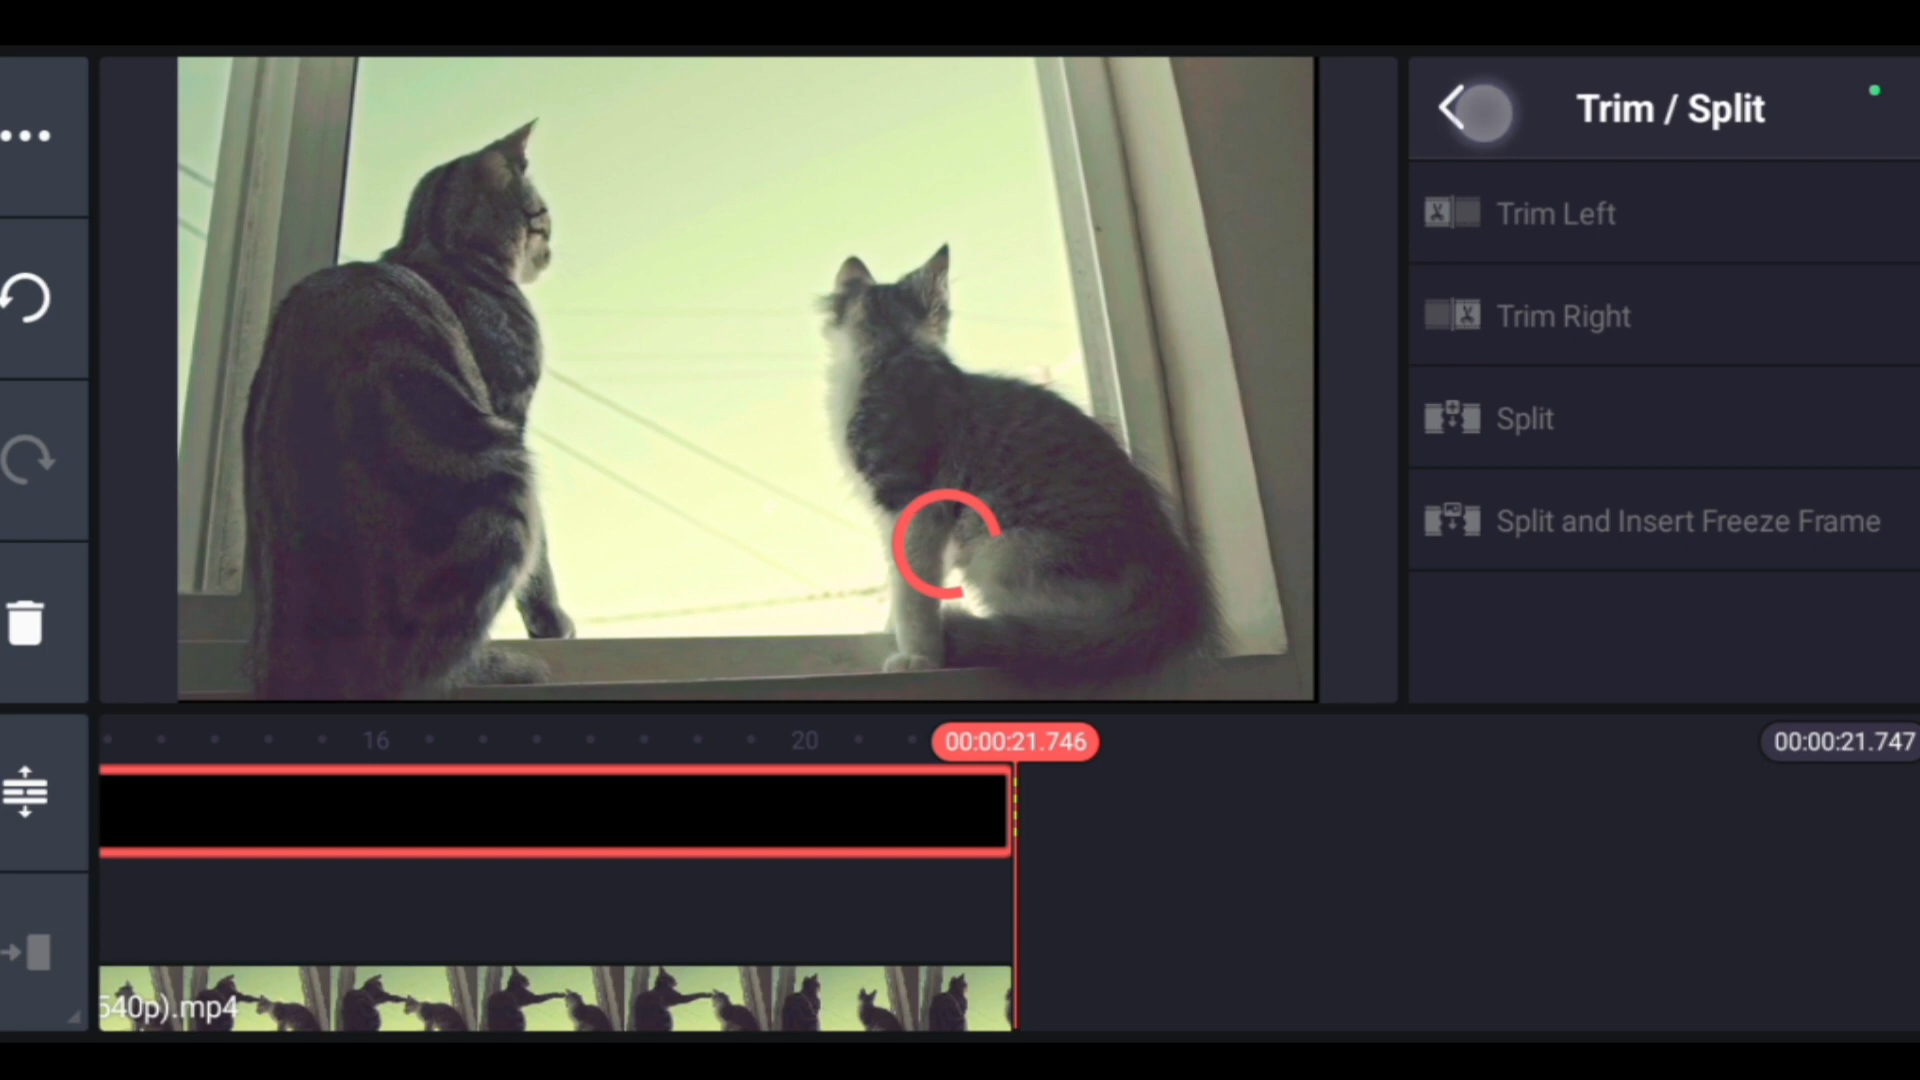 Trim / Split
Trim Left
Trim Right
Split
Split and Insert Freeze Frame
16
20
00:00:21.746
00:00:21.747
540p).mp4